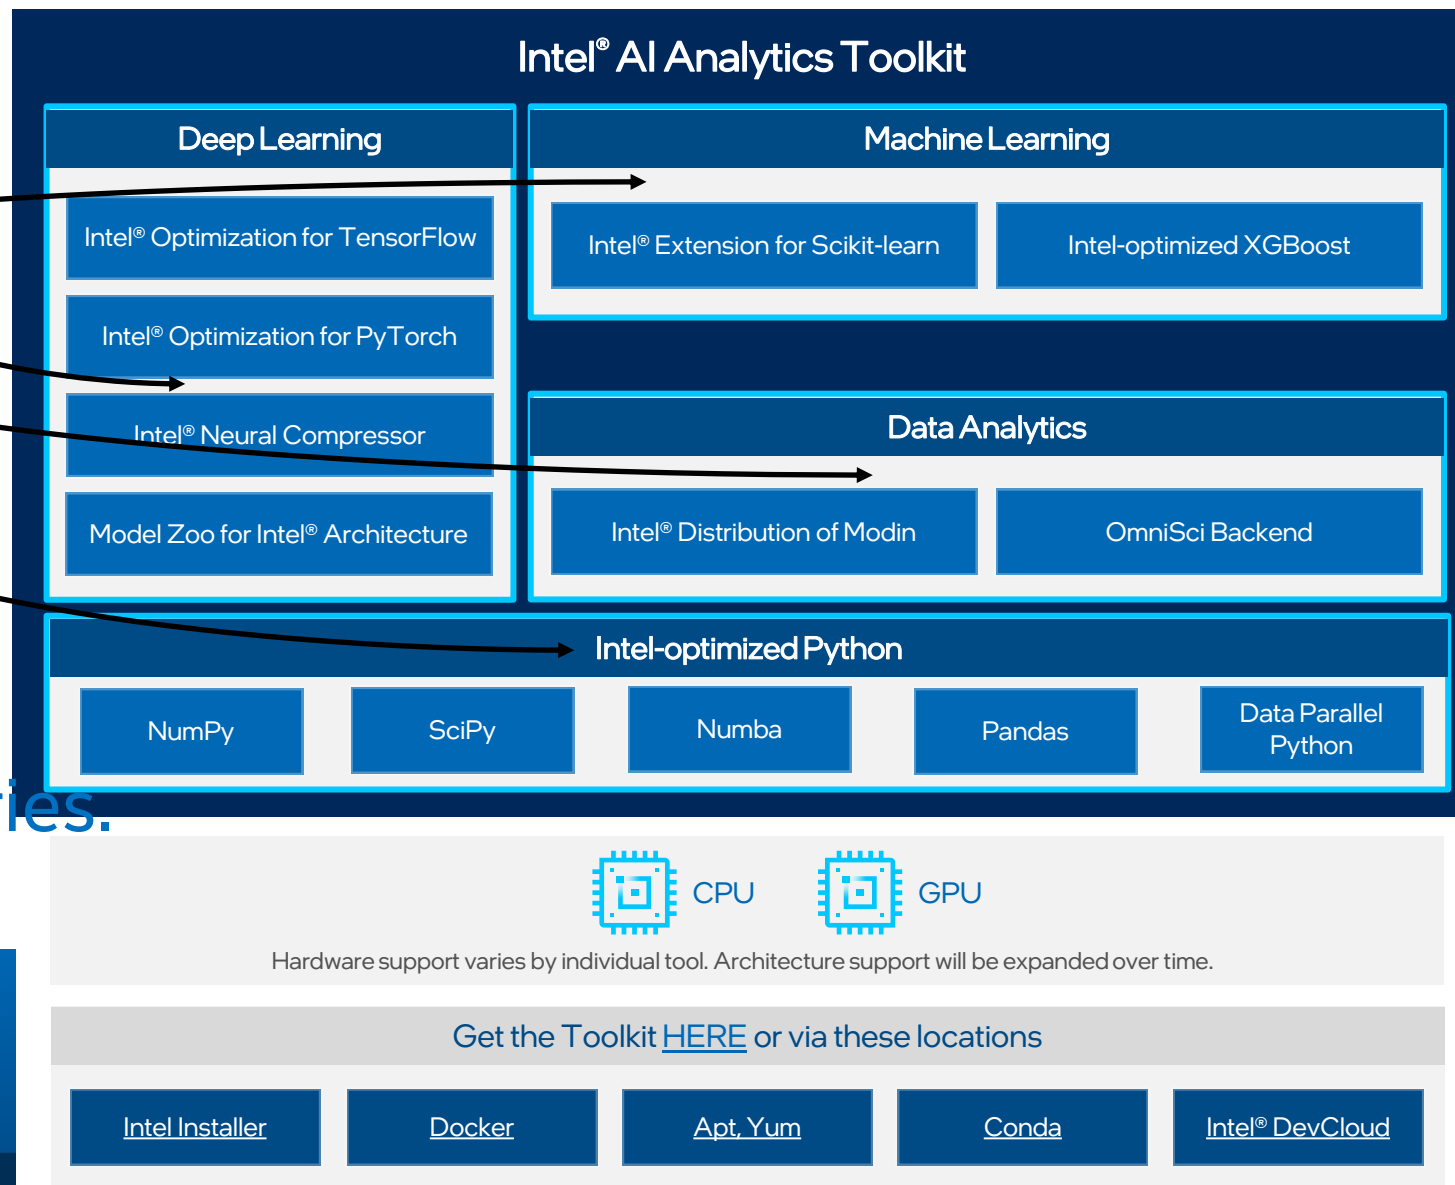 Intel® AI Analytics Toolkit
Deep Learning
Intel® Optimization for TensorFlow
Intel® Optimization for PyTorch
Intel® Neural Compressor
Model Zoo for Intel® Architecture
Machine Learning
Intel® Extension for Scikit-learn
Intel-optimized XGBoost
Data Analytics
Intel® Distribution of Modin
OmniSci Backend
Intel-optimized Python
NumPy
SciPy
Numba
Pandas
Data Parallel
Python
CPU
GPU
Hardware support varies by individual tool. Architecture support will be expanded over time.
Get the Toolkit HERE or via these locations
Intel Installer
Docker
Apt, Yum
Conda
Intel® DevCloud